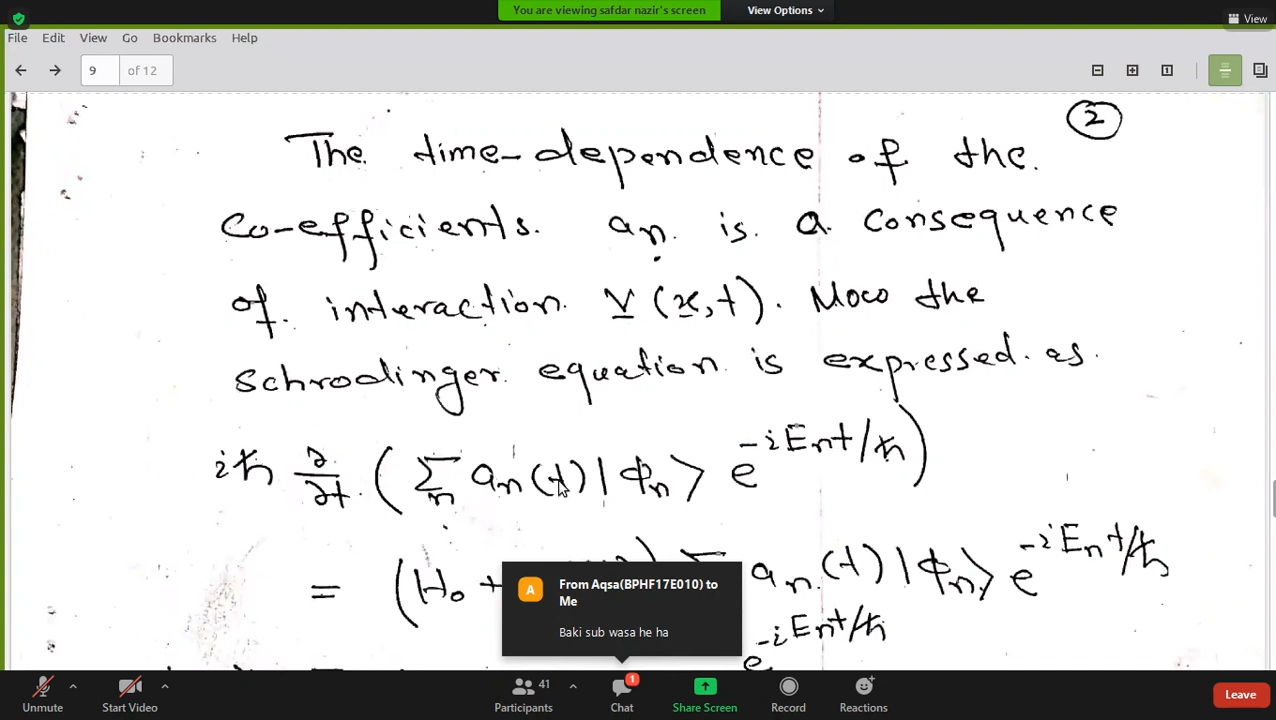 You are viewing safdar nazir's screen
View Options
View
File Edit View Go Bookmarks Help
9 of 12
2
The time-dependence of the
Co-efficients. an is a consequence
of interaction V(x,t). Now the
schrodinger equation is expressed as
iℏ ∂/∂t (∑n an(t)|ϕn> e^-iEnt/ℏ)
= (H0 + an(t)|ϕn> e^-iEnt/ℏ
e^-iEnt/ℏ
A
From Aqsa(BPHF17E010) to
Me
Baki sub wasa he ha
1
41
Unmute Start Video Participants Chat Share Screen Record Reactions Leave